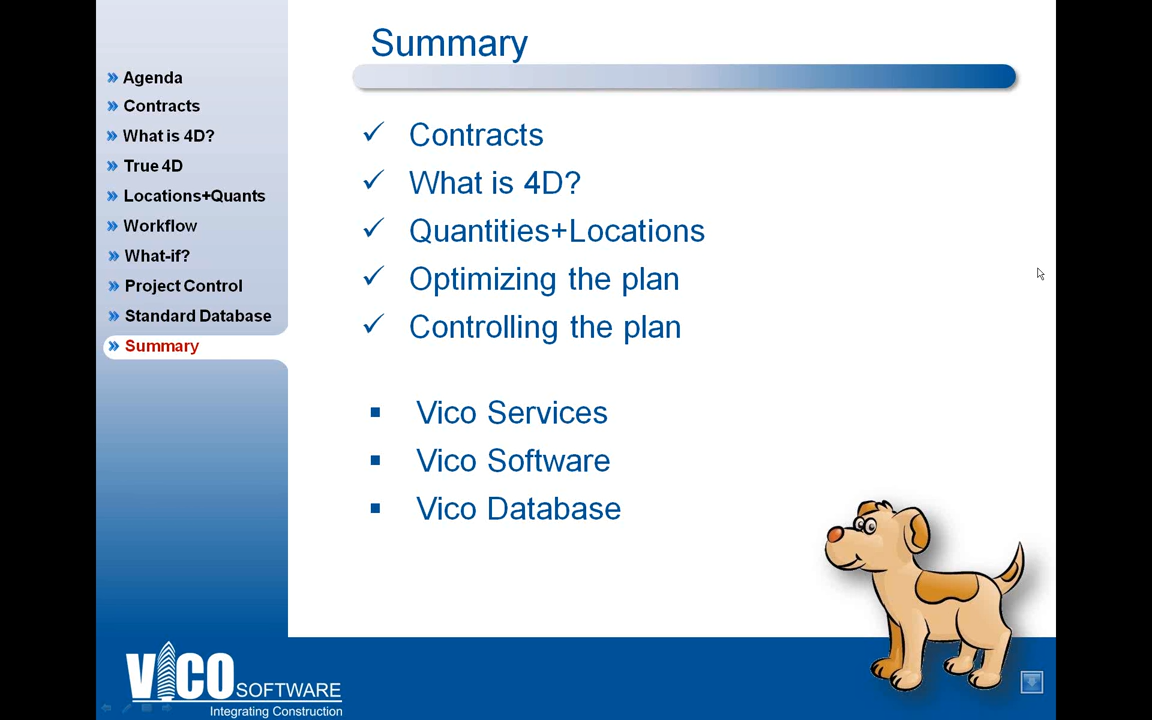 Summary
Agenda
Contracts
What is 4D?
True 4D
Locations+Quants
Workflow
What-if?
Project Control
Standard Database
Summary
Contracts
What is 4D?
Quantities+Locations
Optimizing the plan
Controlling the plan
Vico Services
Vico Software
Vico Database
VICO SOFTWARE
Integrating Construction